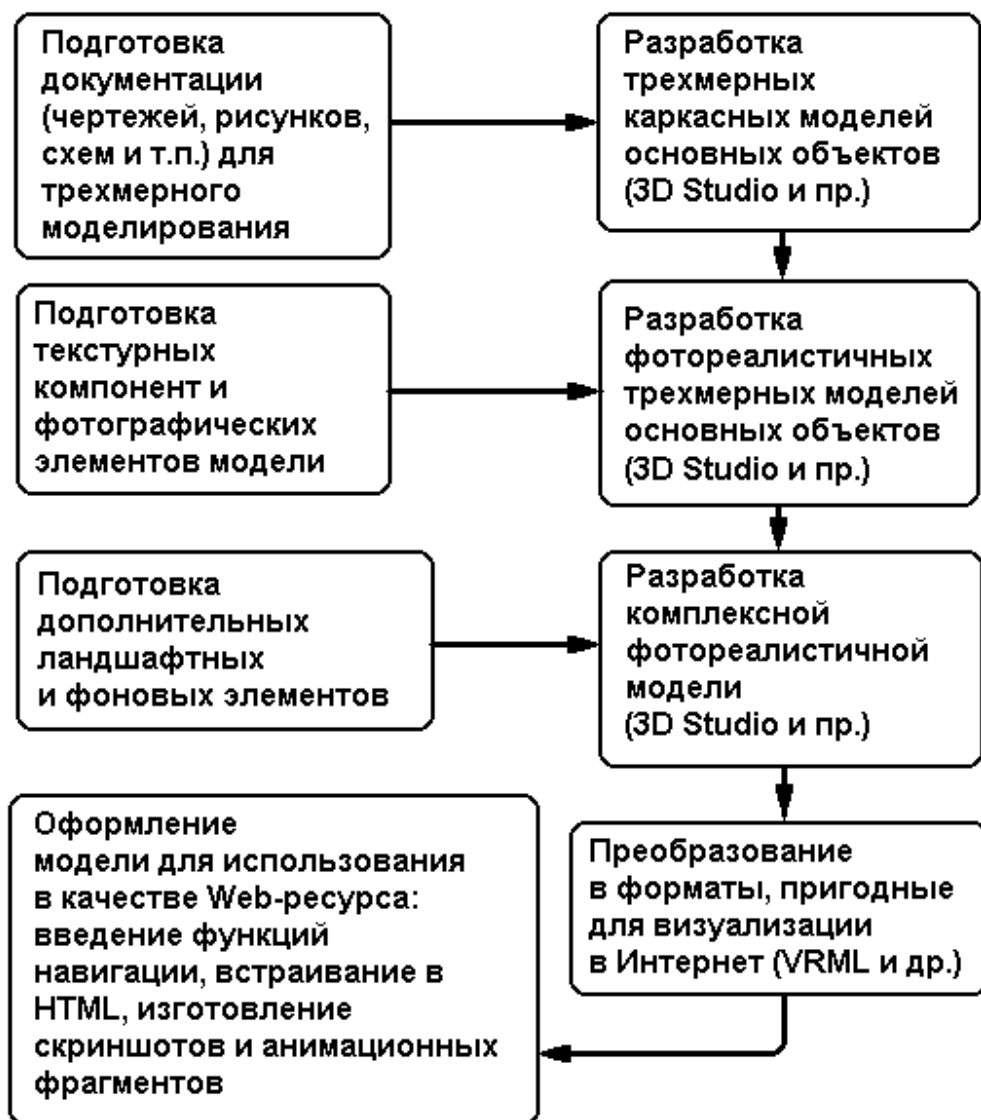 Подготовка
документации
(чертежей, рисунков,
схем и т.п.) для
трехмерного
моделирования
Разработка
трехмерных
каркасных моделей
основных объектов
(3D Studio и пр.)
Подготовка
текстурных
компонент и
фотографических
элементов модели
Разработка
фотореалистичных
трехмерных моделей
основных объектов
(3D Studio и пр.)
Подготовка
дополнительных
ландшафтных
и фоновых элементов
Разработка
комплексной
фотореалистичной
модели
(3D Studio и пр.)
Преобразование
в форматы, пригодные
для визуализации
в Интернет (VRML и др.)
Оформление
модели для использования
в качестве Web-ресурса:
введение функций
навигации, встраивание в
HTML, изготовление
скриншотов и анимационных
фрагментов